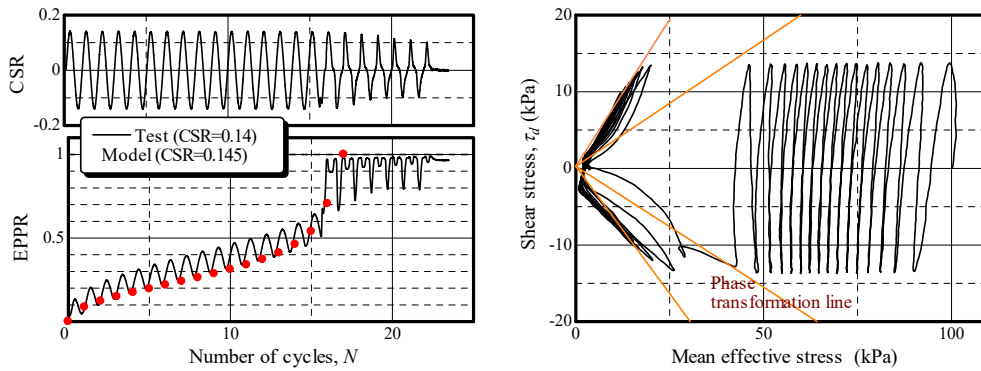 0.2
0
-0.2
CSR
Test (CSR=0.14)
Model (CSR=0.145)
1
0.5
EPPR
0
10
20
Number of cycles, N
20
10
0
-10
-20
Shear stress, τd (kPa)
Phase
transformation line
0
50
100
Mean effective stress (kPa)